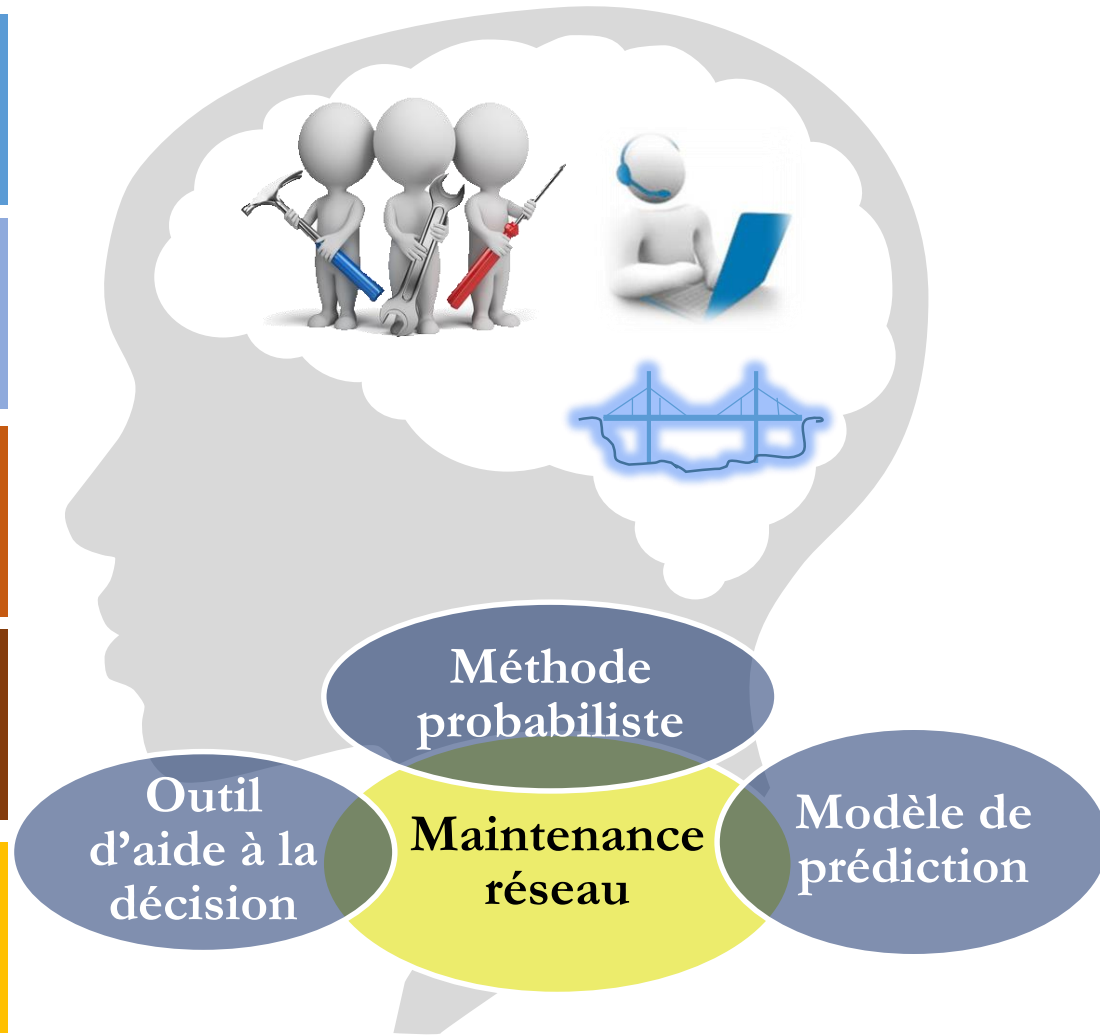 Méthode
probabiliste
Outil
d’aide à la
décision
Maintenance
réseau
Modèle de
prédiction